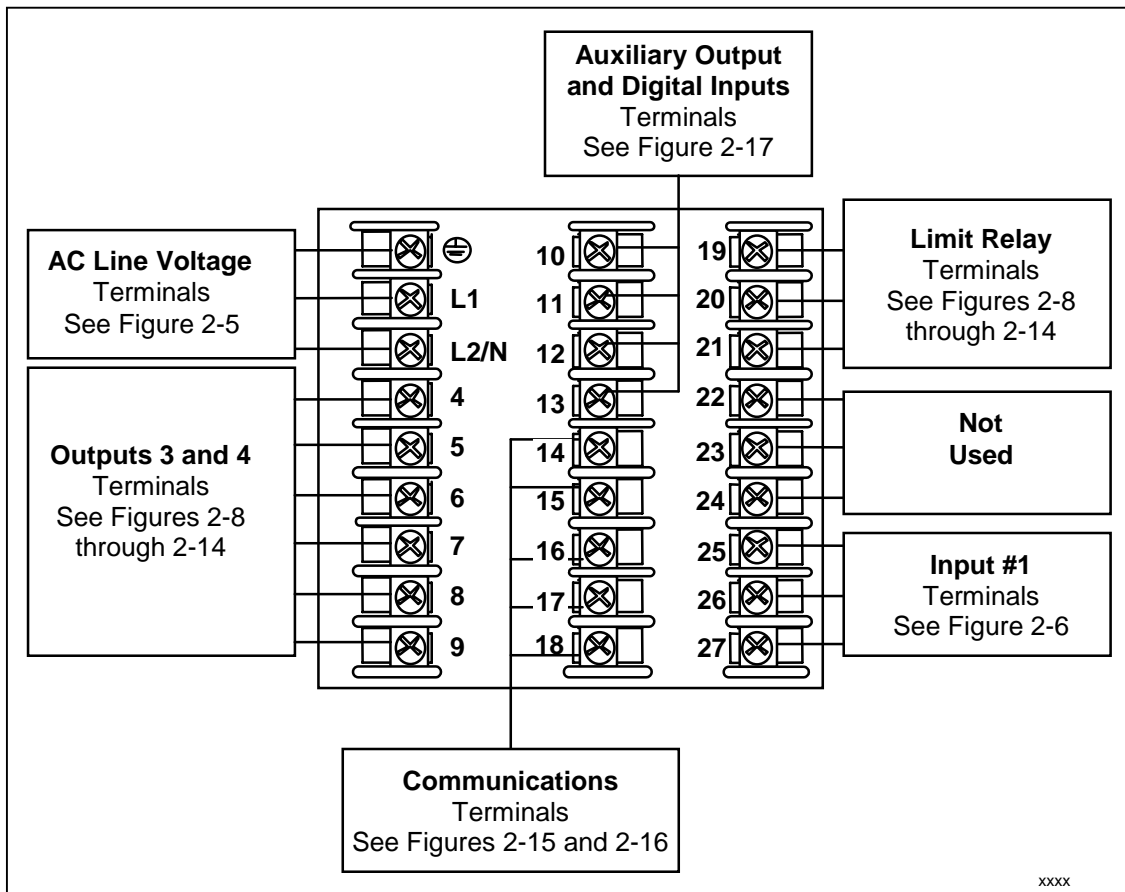 Auxiliary Output
and Digital Inputs
Terminals
See Figure 2-17
AC Line Voltage
Terminals
See Figure 2-5
Outputs 3 and 4
Terminals
See Figures 2-8
through 2-14
L1
L2/N
4
5
6
7
8
9
10
11
12
13
14
15
16
17
18
19
20
21
22
23
24
25
26
27
Limit Relay
Terminals
See Figures 2-8
through 2-14
Not
Used
Input #1
Terminals
See Figure 2-6
Communications
Terminals
See Figures 2-15 and 2-16
xxxx